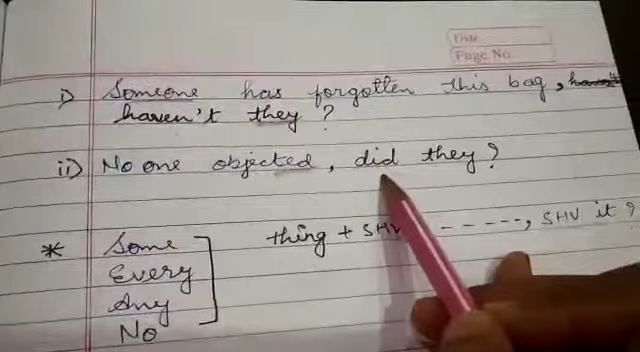 Date
Page No.
i) Someone has forgotten this bag,
haven't they?
ii) No one objected, did they?
* Some
thing + SHV -----, SHV it?
Every
Any
No